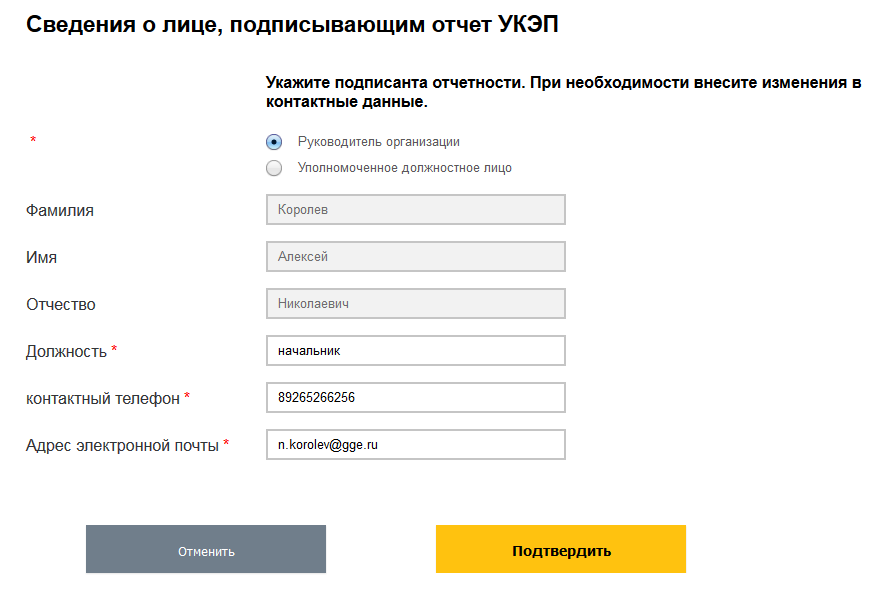 Сведения о лице, подписывающим отчет УКЭП
Укажите подписанта отчетности. При необходимости внесите изменения в
контактные данные.
* Руководитель организации
Уполномоченное должностное лицо
Фамилия Королев
Имя Алексей
Отчество Николаевич
Должность * начальник
контактный телефон * 89265266256
Адрес электронной почты * n.korolev@gge.ru
Отменить Подтвердить